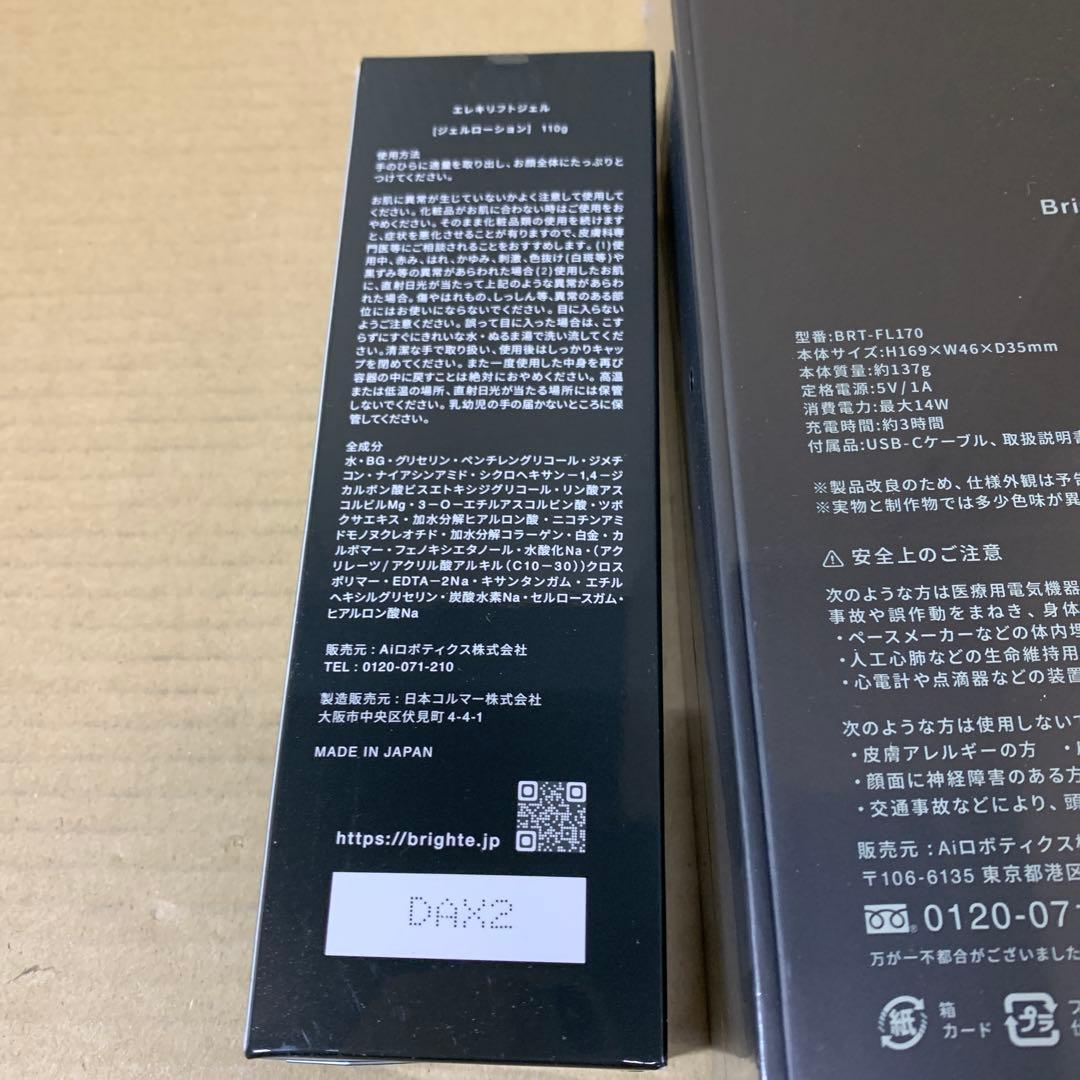 エレキリフトジェル
[ジェルローション] 110g
使用方法
手のひらに適量を取り出し、お顔全体にたっぷりと
つけてください。
お肌に異常が生じていないかよく注意して使用して
ください。化粧品がお肌に合わない時はご使用をお
やめください。そのまま化粧品類の使用を続けます
と、症状を悪化させることが有りますので、皮膚科専
門医等にご相談されることをおすすめします。(1)使
用中、赤み、はれ、かゆみ、刺激、色抜け(白斑等)や
黒ずみ等の異常があらわれた場合(2)使用したお肌
に、直射日光が当たって上記のような異常があらわ
れた場合。傷やはれもの、しっしん等、異常のある部
位にはお使いにならないでください。目に入らない
ようご注意ください。誤って目に入った場合は、こす
らずにすぐにきれいな水・ぬるま湯で洗い流してくだ
さい。清潔な手で取り扱い、使用後はしっかりキャッ
プを閉めてください。また一度使用した中身を再び
容器の中に戻すことは絶対におやめください。高温
または低温の場所、直射日光が当たる場所には保管
しないでください。乳幼児の手の届かないところに保
管してください。
全成分
水・BG・グリセリン・ペンチレングリコール・ジメチ
コン・ナイアシンアミド・シクロヘキサン－1,4－ジ
カルボン酸ビスエトキシジグリコール・リン酸アス
コルビルMg・3－O－エチルアスコルビン酸・ツボ
クサエキス・加水分解ヒアルロン酸・ニコチンアミ
ドモノヌクレオチド・加水分解コラーゲン・白金・カ
ルボマー・フェノキシエタノール・水酸化Na・(アク
リレーツ/アクリル酸アルキル(C10－30))クロス
ポリマー・EDTA－2Na・キサンタンガム・エチル
ヘキシルグリセリン・炭酸水素Na・セルロースガム・
ヒアルロン酸Na
販売元：Aiロボティクス株式会社
TEL：0120-071-210
製造販売元：日本コルマー株式会社
大阪市中央区伏見町4-4-1
MADE IN JAPAN
https://brighte.jp
DAX2
Bri
型番:BRT-FL170
本体サイズ:H169×W46×D35mm
本体質量:約137g
定格電源:5V/1A
消費電力:最大14W
充電時間:約3時間
付属品:USB-Cケーブル、取扱説明書
※製品改良のため、仕様外観は予告
※実物と制作物では多少色味が異
⚠ 安全上のご注意
次のような方は医療用電気機器
事故や誤作動をまねき、身体
・ペースメーカーなどの体内埋
・人工心肺などの生命維持用
・心電計や点滴器などの装置
次のような方は使用しないで
・皮膚アレルギーの方 ・
・顔面に神経障害のある方
・交通事故などにより、頭
販売元：Aiロボティクス株
〒106-6135 東京都港区
0120-071
万が一不都合がございました
紙 箱
カード
プラ